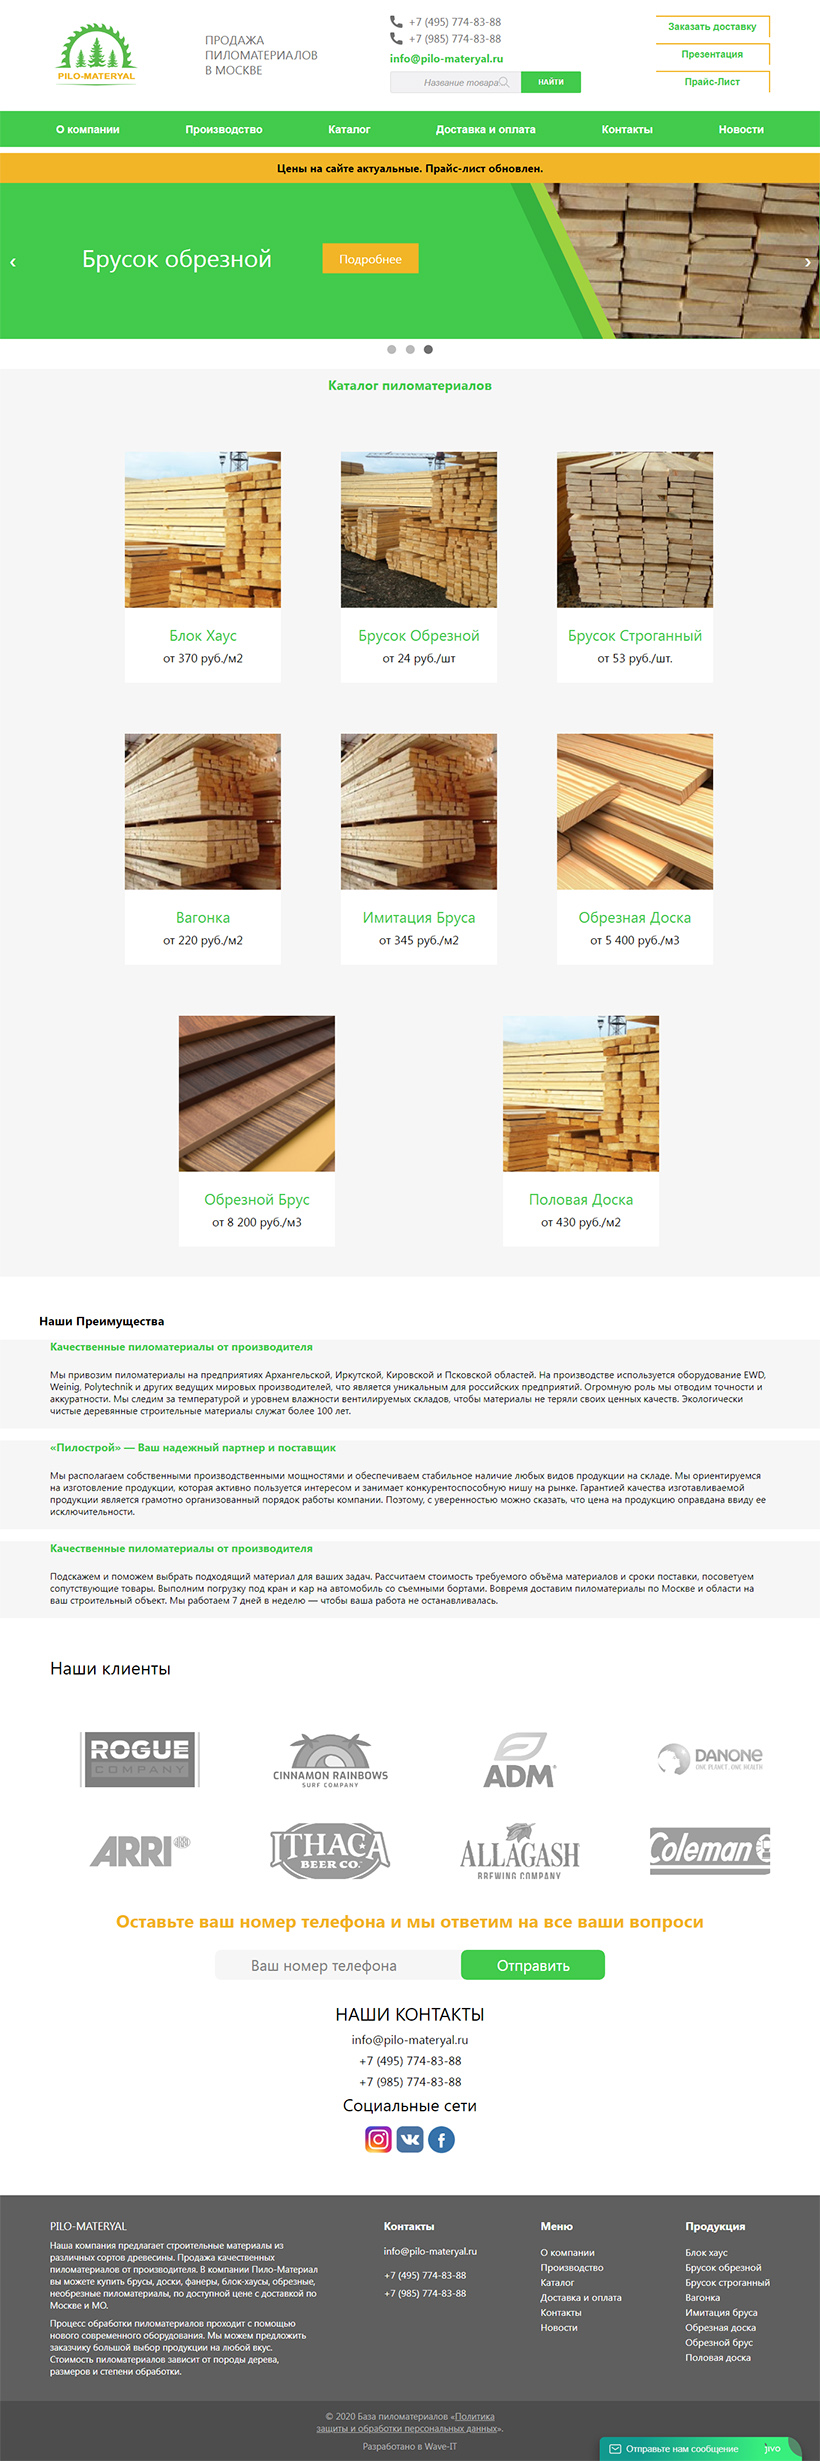 PILO-MATERYAL
ПРОДАЖА
ПИЛОМАТЕРИАЛОВ
В МОСКВЕ
+7 (495) 774-83-88
+7 (985) 774-83-88
info@pilo-materyal.ru
Название товара
НАЙТИ
Заказать доставку
Презентация
Прайс-Лист
О компании Производство Каталог Доставка и оплата Контакты Новости
Цены на сайте актуальные. Прайс-лист обновлен.
‹ Брусок обрезной Подробнее ›
Каталог пиломатериалов
Блок Хаус Брусок Обрезной Брусок Строганный
от 370 руб./м2 от 24 руб./шт от 53 руб./шт.
Вагонка Имитация Бруса Обрезная Доска
от 220 руб./м2 от 345 руб./м2 от 5 400 руб./м3
Обрезной Брус Половая Доска
от 8 200 руб./м3 от 430 руб./м2
Наши Преимущества
Качественные пиломатериалы от производителя
Мы привозим пиломатериалы на предприятиях Архангельской, Иркутской, Кировской и Псковской областей. На производстве используется оборудование EWD,
Weinig, Polytechnik и других ведущих мировых производителей, что является уникальным для российских предприятий. Огромную роль мы отводим точности и
аккуратности. Мы следим за температурой и уровнем влажности вентилируемых складов, чтобы материалы не теряли своих ценных качеств. Экологически
чистые деревянные строительные материалы служат более 100 лет.
«Пилострой» — Ваш надежный партнер и поставщик
Мы располагаем собственными производственными мощностями и обеспечиваем стабильное наличие любых видов продукции на складе. Мы ориентируемся
на изготовление продукции, которая активно пользуется интересом и занимает конкурентоспособную нишу на рынке. Гарантией качества изготавливаемой
продукции является грамотно организованный порядок работы компании. Поэтому, с уверенностью можно сказать, что цена на продукцию оправдана ввиду ее
исключительности.
Качественные пиломатериалы от производителя
Подскажем и поможем выбрать подходящий материал для ваших задач. Рассчитаем стоимость требуемого объёма материалов и сроки поставки, посоветуем
сопутствующие товары. Выполним погрузку под кран и кар на автомобиль со съемными бортами. Вовремя доставим пиломатериалы по Москве и области на
ваш строительный объект. Мы работаем 7 дней в неделю — чтобы ваша работа не останавливалась.
Наши клиенты
ROGUE
COMPANY
CINNAMON RAINBOWS
SURF COMPANY
ADM
DANONE
ONE PLANET. ONE HEALTH
ARRI
ITHACA
BEER CO.
ALLAGASH
BREWING COMPANY
Coleman
Оставьте ваш номер телефона и мы ответим на все ваши вопроси
Ваш номер телефона Отправить
НАШИ КОНТАКТЫ
info@pilo-materyal.ru
+7 (495) 774-83-88
+7 (985) 774-83-88
Социальные сети
PILO-MATERYAL
Наша компания предлагает строительные материалы из
различных сортов древесины. Продажа качественных
пиломатериалов от производителя. В компании Пило-Материал
вы можете купить брусы, доски, фанеры, блок-хаусы, обрезные,
необрезные пиломатериалы, по доступной цене с доставкой по
Москве и МО.
Процесс обработки пиломатериалов проходит с помощью
нового современного оборудования. Мы можем предложить
заказчику большой выбор продукции на любой вкус.
Стоимость пиломатериалов зависит от породы дерева,
размеров и степени обработки.
Контакты
info@pilo-materyal.ru
+7 (495) 774-83-88
+7 (985) 774-83-88
Меню
О компании
Производство
Каталог
Доставка и оплата
Контакты
Новости
Продукция
Блок хаус
Брусок обрезной
Брусок строганный
Вагонка
Имитация бруса
Обрезная доска
Обрезной брус
Половая доска
© 2020 База пиломатериалов «Политика
защиты и обработки персональных данных».
Разработано в Wave-IT
Отправьте нам сообщение jivo